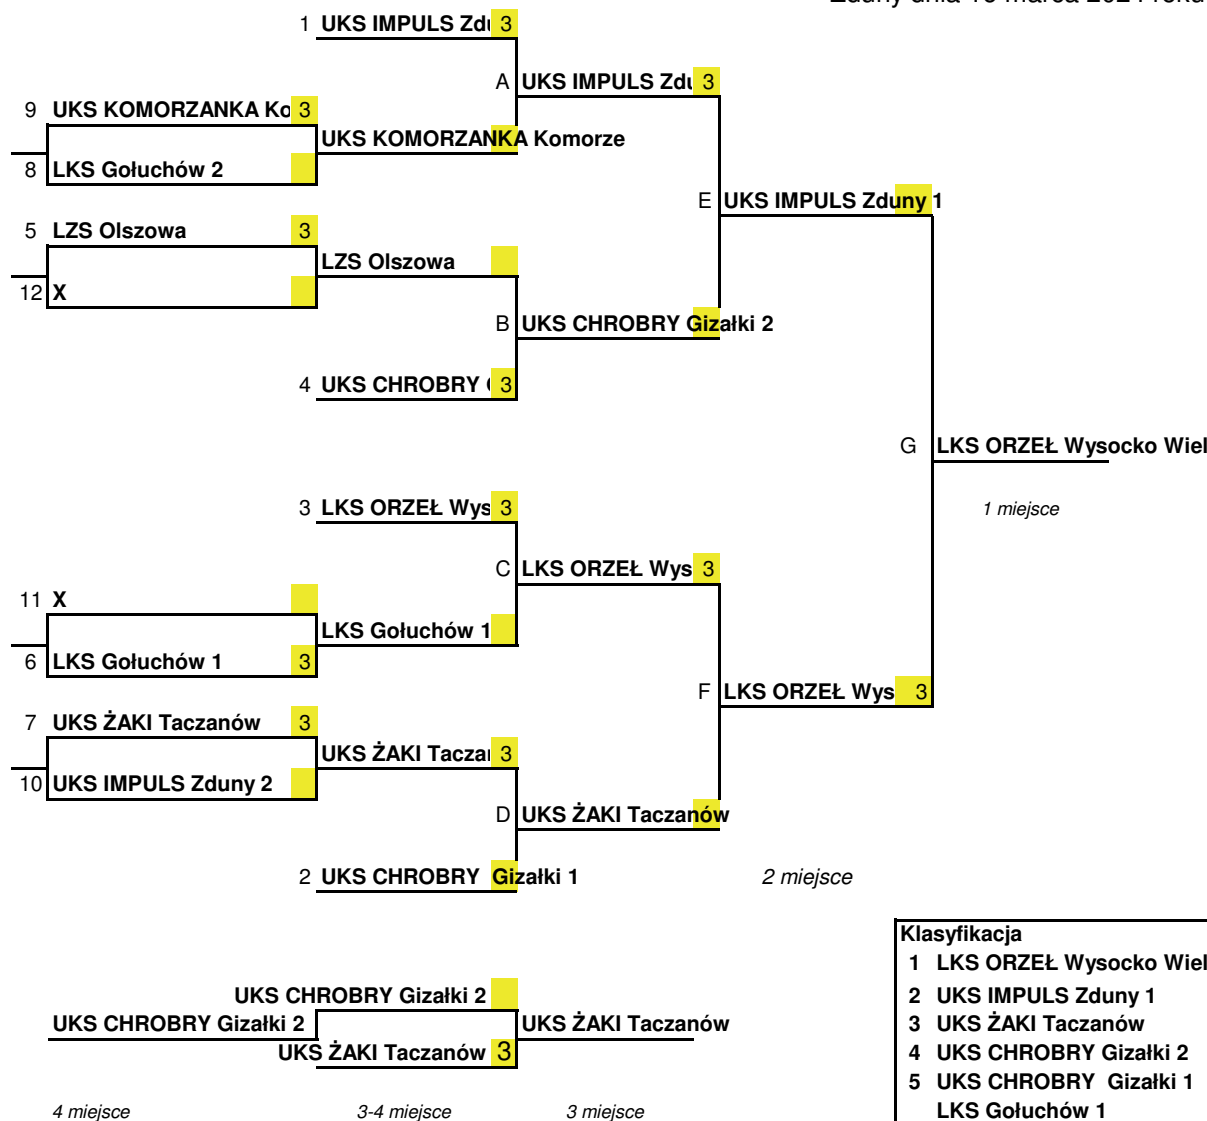 1 UKS IMPULS Zdu 3
A UKS IMPULS Zdu 3
9 UKS KOMORZANKA Ko 3
UKS KOMORZANKA Komorze
8 LKS Gołuchów 2
E UKS IMPULS Zduny 1
5 LZS Olszowa 3
LZS Olszowa
12 X
B UKS CHROBRY Gizałki 2
4 UKS CHROBRY 3
G LKS ORZEŁ Wysocko Wiel
3 LKS ORZEŁ Wys 3
1 miejsce
C LKS ORZEŁ Wys 3
11 X
LKS Gołuchów 1
6 LKS Gołuchów 1 3
F LKS ORZEŁ Wys 3
7 UKS ŻAKI Taczanów 3
UKS ŻAKI Tacza 3
10 UKS IMPULS Zduny 2
D UKS ŻAKI Taczanów
2 UKS CHROBRY Gizałki 1
2 miejsce
Klasyfikacja
1 LKS ORZEŁ Wysocko Wiel
2 UKS IMPULS Zduny 1
3 UKS ŻAKI Taczanów
4 UKS CHROBRY Gizałki 2
5 UKS CHROBRY Gizałki 1
LKS Gołuchów 1
UKS CHROBRY Gizałki 2
UKS CHROBRY Gizałki 2
UKS ŻAKI Taczanów
UKS ŻAKI Taczanów 3
4 miejsce
3-4 miejsce
3 miejsce